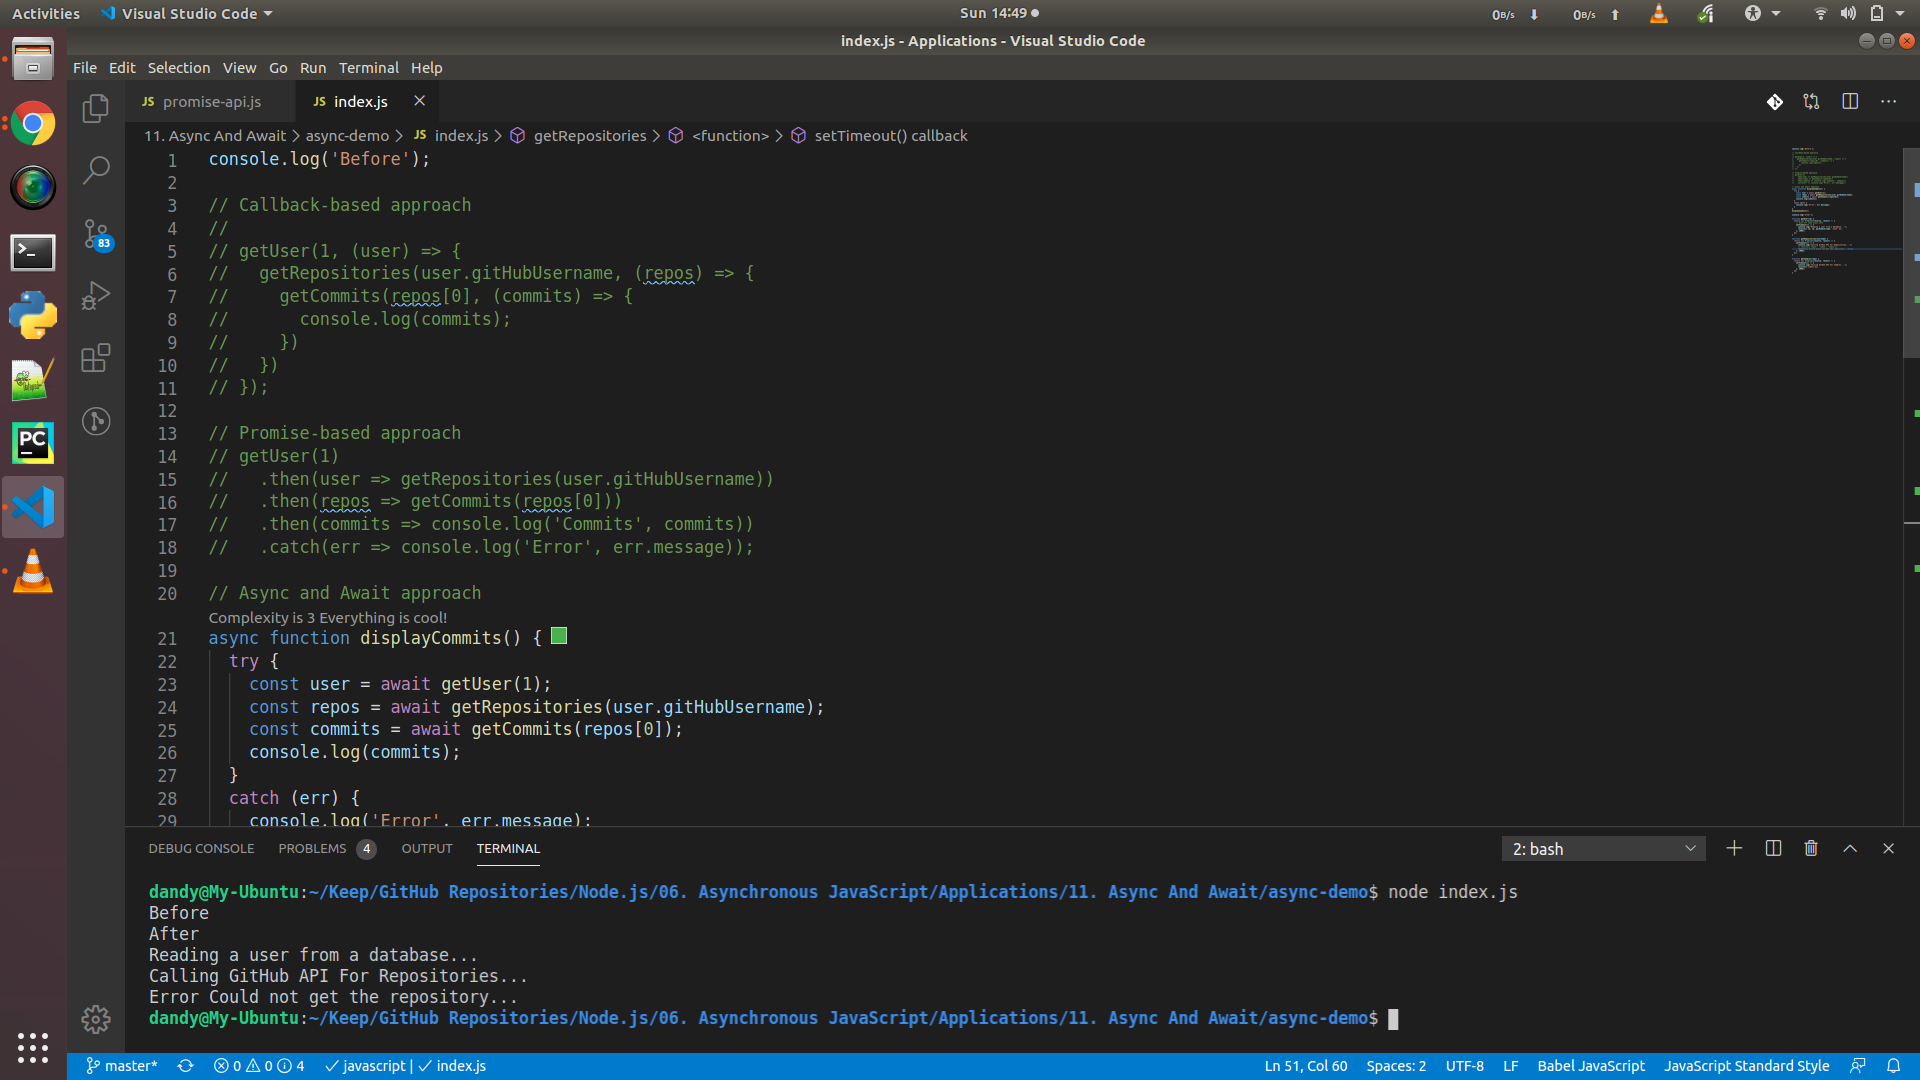 Activities Visual Studio Code Sun 14:49 0B/s 0B/s
index.js - Applications - Visual Studio Code
File Edit Selection View Go Run Terminal Help
JS promise-api.js JS index.js
11. Async And Await > async-demo > JS index.js > getRepositories > <function> > setTimeout() callback
1 console.log('Before');
2
3 // Callback-based approach
4 //
5 // getUser(1, (user) => {
6 //   getRepositories(user.gitHubUsername, (repos) => {
7 //     getCommits(repos[0], (commits) => {
8 //       console.log(commits);
9 //     })
10 //   })
11 // });
12
13 // Promise-based approach
14 // getUser(1)
15 //   .then(user => getRepositories(user.gitHubUsername))
16 //   .then(repos => getCommits(repos[0]))
17 //   .then(commits => console.log('Commits', commits))
18 //   .catch(err => console.log('Error', err.message));
19
20 // Async and Await approach
Complexity is 3 Everything is cool!
21 async function displayCommits() {
22   try {
23     const user = await getUser(1);
24     const repos = await getRepositories(user.gitHubUsername);
25     const commits = await getCommits(repos[0]);
26     console.log(commits);
27   }
28   catch (err) {
29     console.log('Error', err.message);
83
PC
DEBUG CONSOLE PROBLEMS 4 OUTPUT TERMINAL 2: bash
dandy@My-Ubuntu:~/Keep/GitHub Repositories/Node.js/06. Asynchronous JavaScript/Applications/11. Async And Await/async-demo$ node index.js
Before
After
Reading a user from a database...
Calling GitHub API For Repositories...
Error Could not get the repository...
dandy@My-Ubuntu:~/Keep/GitHub Repositories/Node.js/06. Asynchronous JavaScript/Applications/11. Async And Await/async-demo$
master* 0 0 4 javascript | index.js Ln 51, Col 60 Spaces: 2 UTF-8 LF Babel JavaScript JavaScript Standard Style